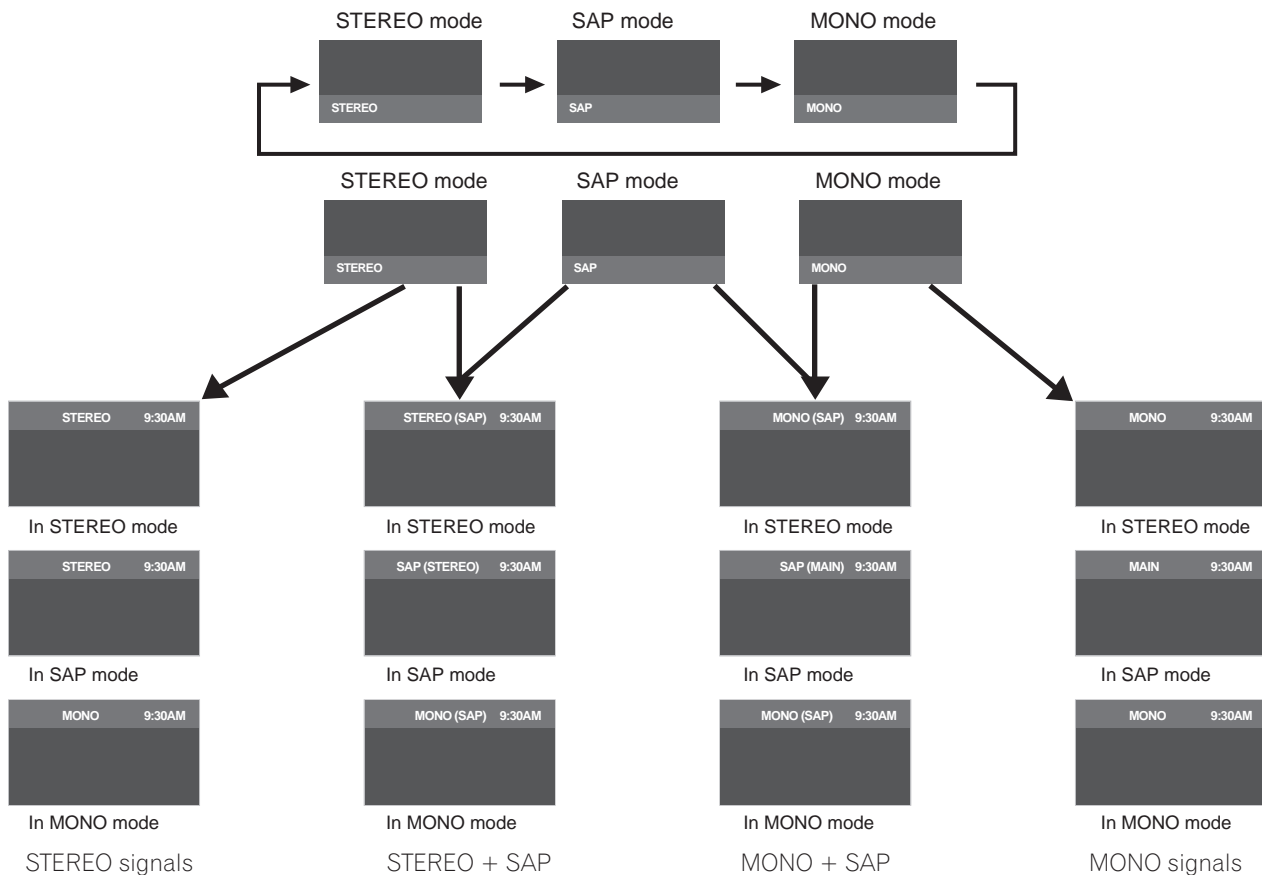 STEREO mode SAP mode MONO mode
STEREO SAP MONO
STEREO mode SAP mode MONO mode
STEREO SAP MONO
STEREO 9:30AM STEREO (SAP) 9:30AM MONO (SAP) 9:30AM MONO 9:30AM
In STEREO mode In STEREO mode In STEREO mode In STEREO mode
STEREO 9:30AM SAP (STEREO) 9:30AM SAP (MAIN) 9:30AM MAIN 9:30AM
In SAP mode In SAP mode In SAP mode In SAP mode
MONO 9:30AM MONO (SAP) 9:30AM MONO (SAP) 9:30AM MONO 9:30AM
In MONO mode In MONO mode In MONO mode In MONO mode
STEREO signals STEREO + SAP MONO + SAP MONO signals